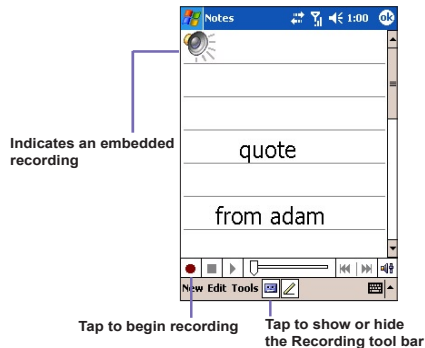 Notes 1:00 ok
Indicates an embedded
recording
quote
from adam
New Edit Tools
Tap to begin recording
Tap to show or hide
the Recording tool bar